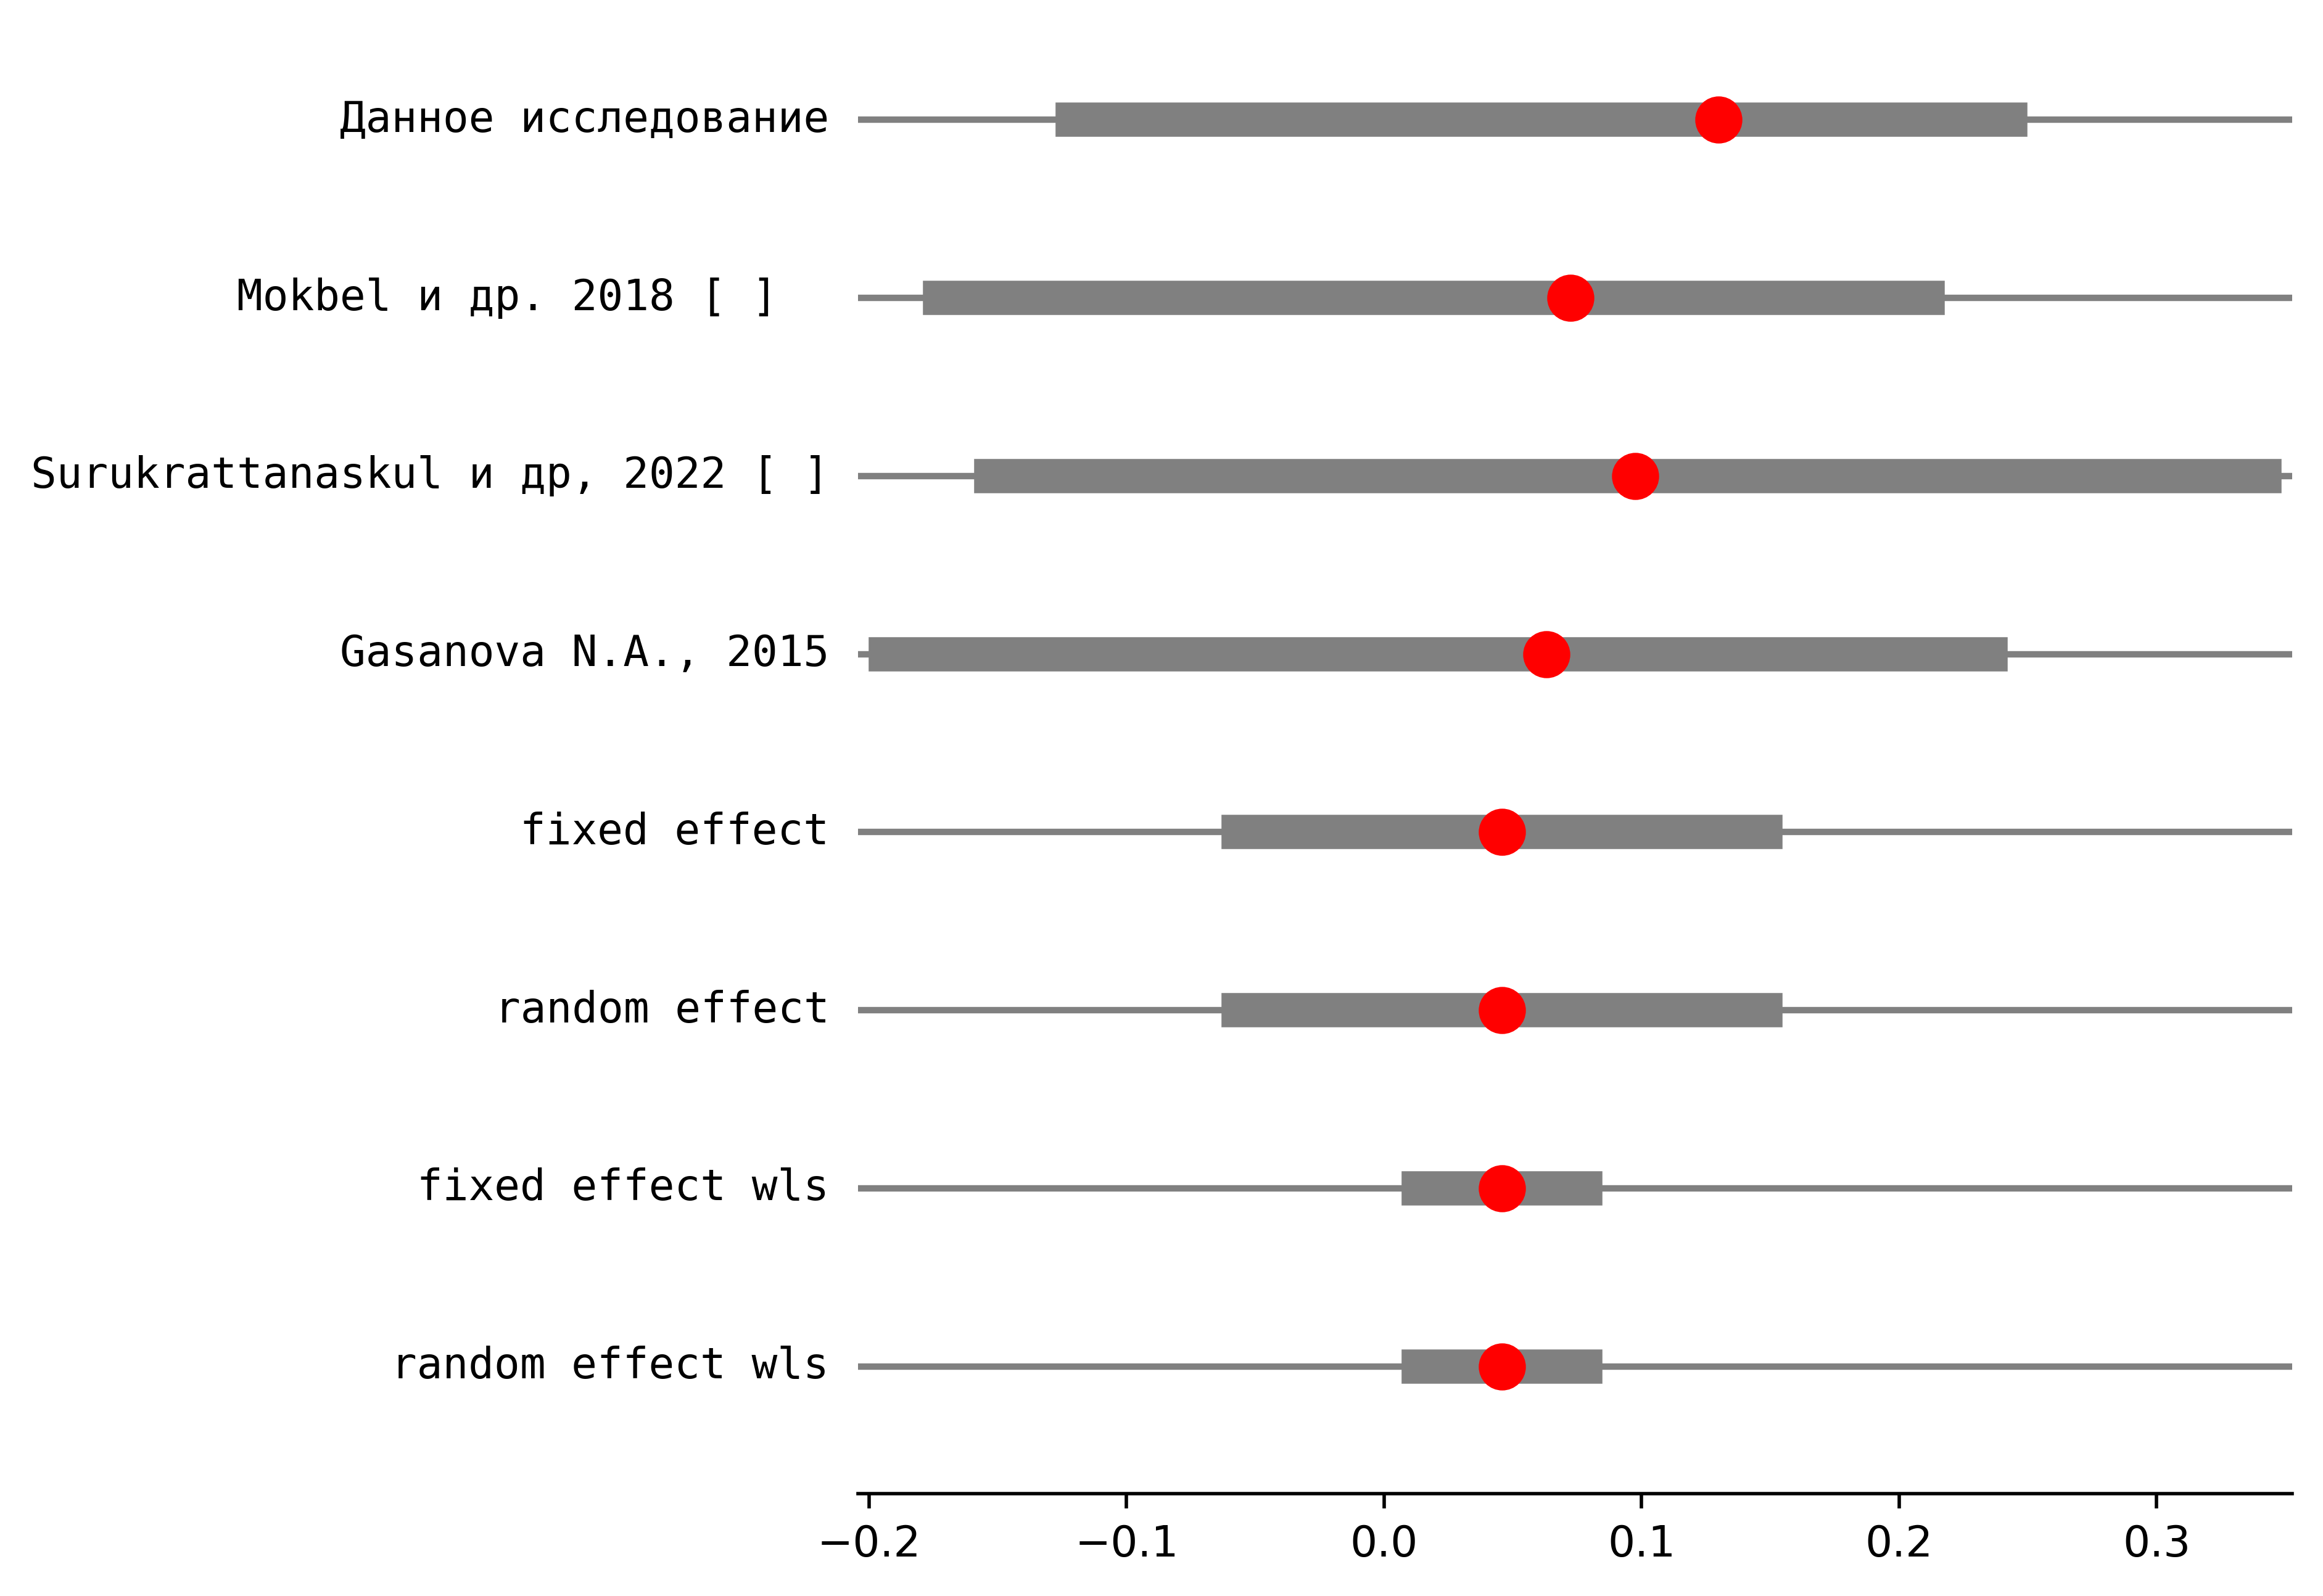 Данное исследование
Mokbel и др. 2018 [ ]
Surukrattanaskul и др, 2022 [ ]
Gasanova N.A., 2015
fixed effect
random effect
fixed effect wls
random effect wls
−0.2 −0.1 0.0 0.1 0.2 0.3